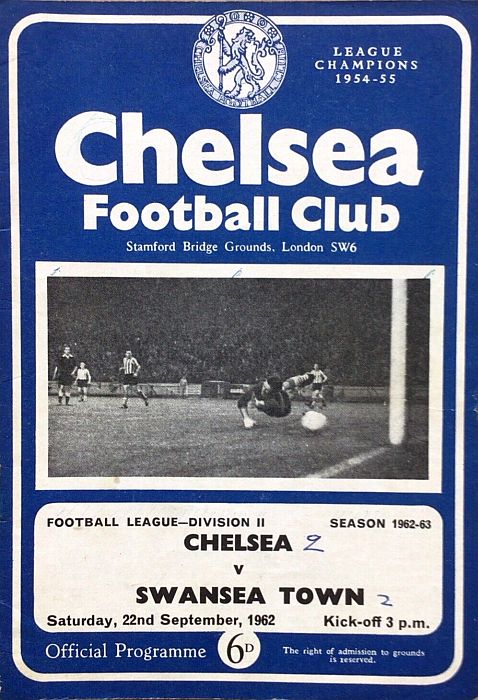 LEAGUE
CHAMPIONS
1954-55
Chelsea
Football Club
Stamford Bridge Grounds, London SW6
FOOTBALL LEAGUE—DIVISION II SEASON 1962-63
CHELSEA 2
v
SWANSEA TOWN 2
Saturday, 22nd September, 1962 Kick-off 3 p.m.
Official Programme 6D The right of admission to grounds
is reserved.